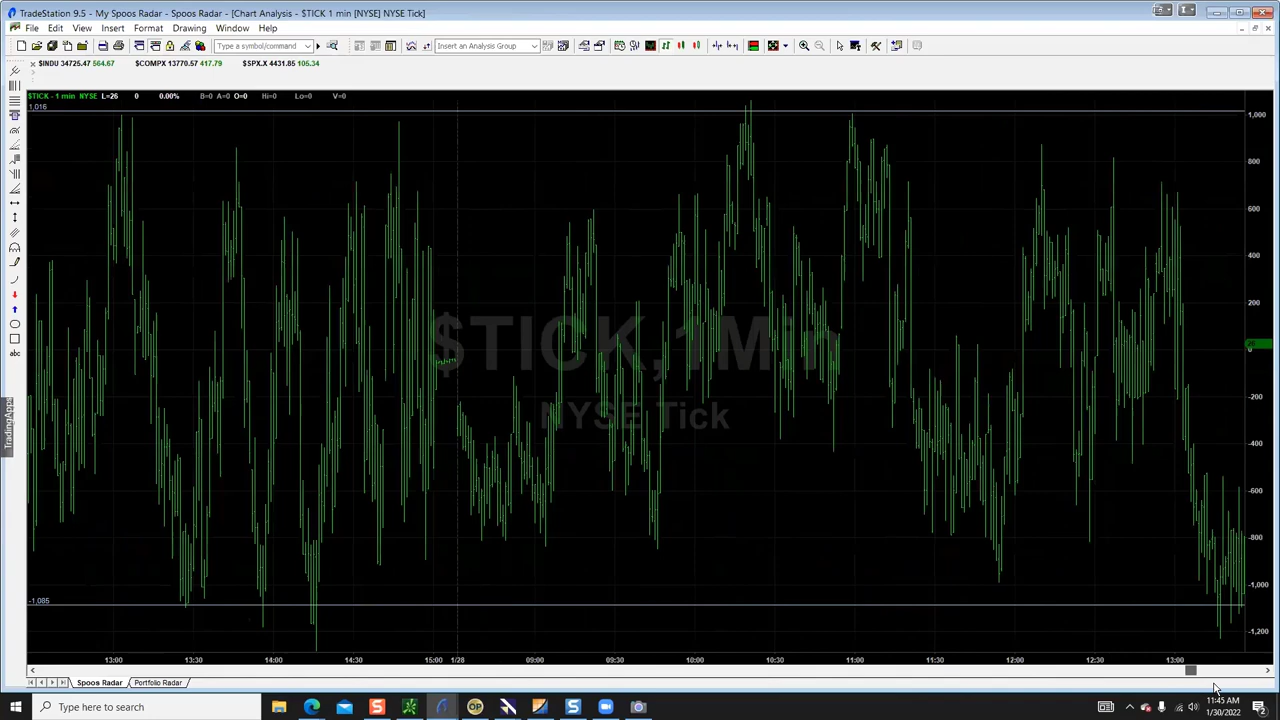 TradeStation 9.5 - My Spoos Radar - Spoos Radar - [Chart Analysis - $TICK 1 min [NYSE] NYSE Tick]
File Edit View Insert Format Drawing Window Help
Type a symbol/command
Insert an Analysis Group
$INDU 34725.47 564.67 $COMPX 13770.57 417.79 $SPX.X 4431.85 105.34
$TICK - 1 min NYSE L=26 0 0.00% B=0 A=0 O=0 Hi=0 Lo=0 V=0
1,016
1,000
800
600
400
200
26
0
-200
-400
-600
-800
-1,000
-1,200
-1,085
$TICK,1Min
NYSE Tick
abc
TradingApps
13:00 13:30 14:00 14:30 15:00 1/28 09:00 09:30 10:00 10:30 11:00 11:30 12:00 12:30 13:00
Spoos Radar Portfolio Radar
Type here to search
11:45 AM
1/30/2022
2